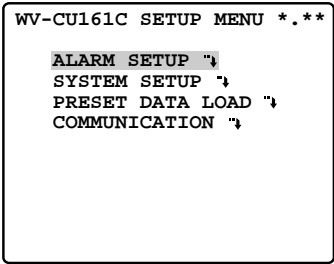 WV-CU161C SETUP MENU *.**
ALARM SETUP ↴
SYSTEM SETUP ↴
PRESET DATA LOAD ↴
COMMUNICATION ↴